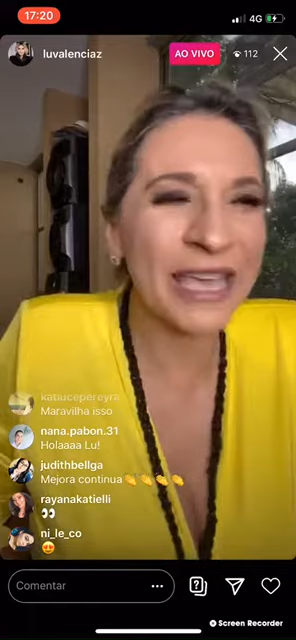 17:20
4G
luvalenciaz
AO VIVO
112
katiucepereyra
Maravilha isso
nana.pabon.31
Holaaaa Lu!
judithbellga
Mejora continua👏👏👏👏
rayanakatielli
👀
ni_le_co
😍
Comentar
Screen Recorder